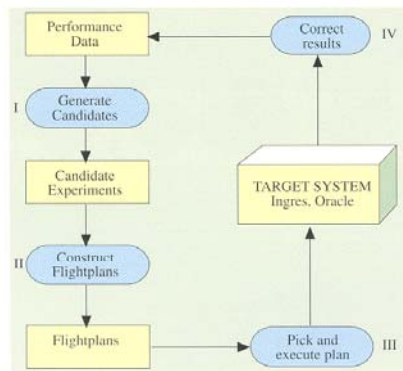 Performance
Data
Correct
results
IV
I
Generate
Candidates
Candidate
Experiments
TARGET SYSTEM
Ingres, Oracle
II
Construct
Flightplans
Flightplans
Pick and
execute plan
III